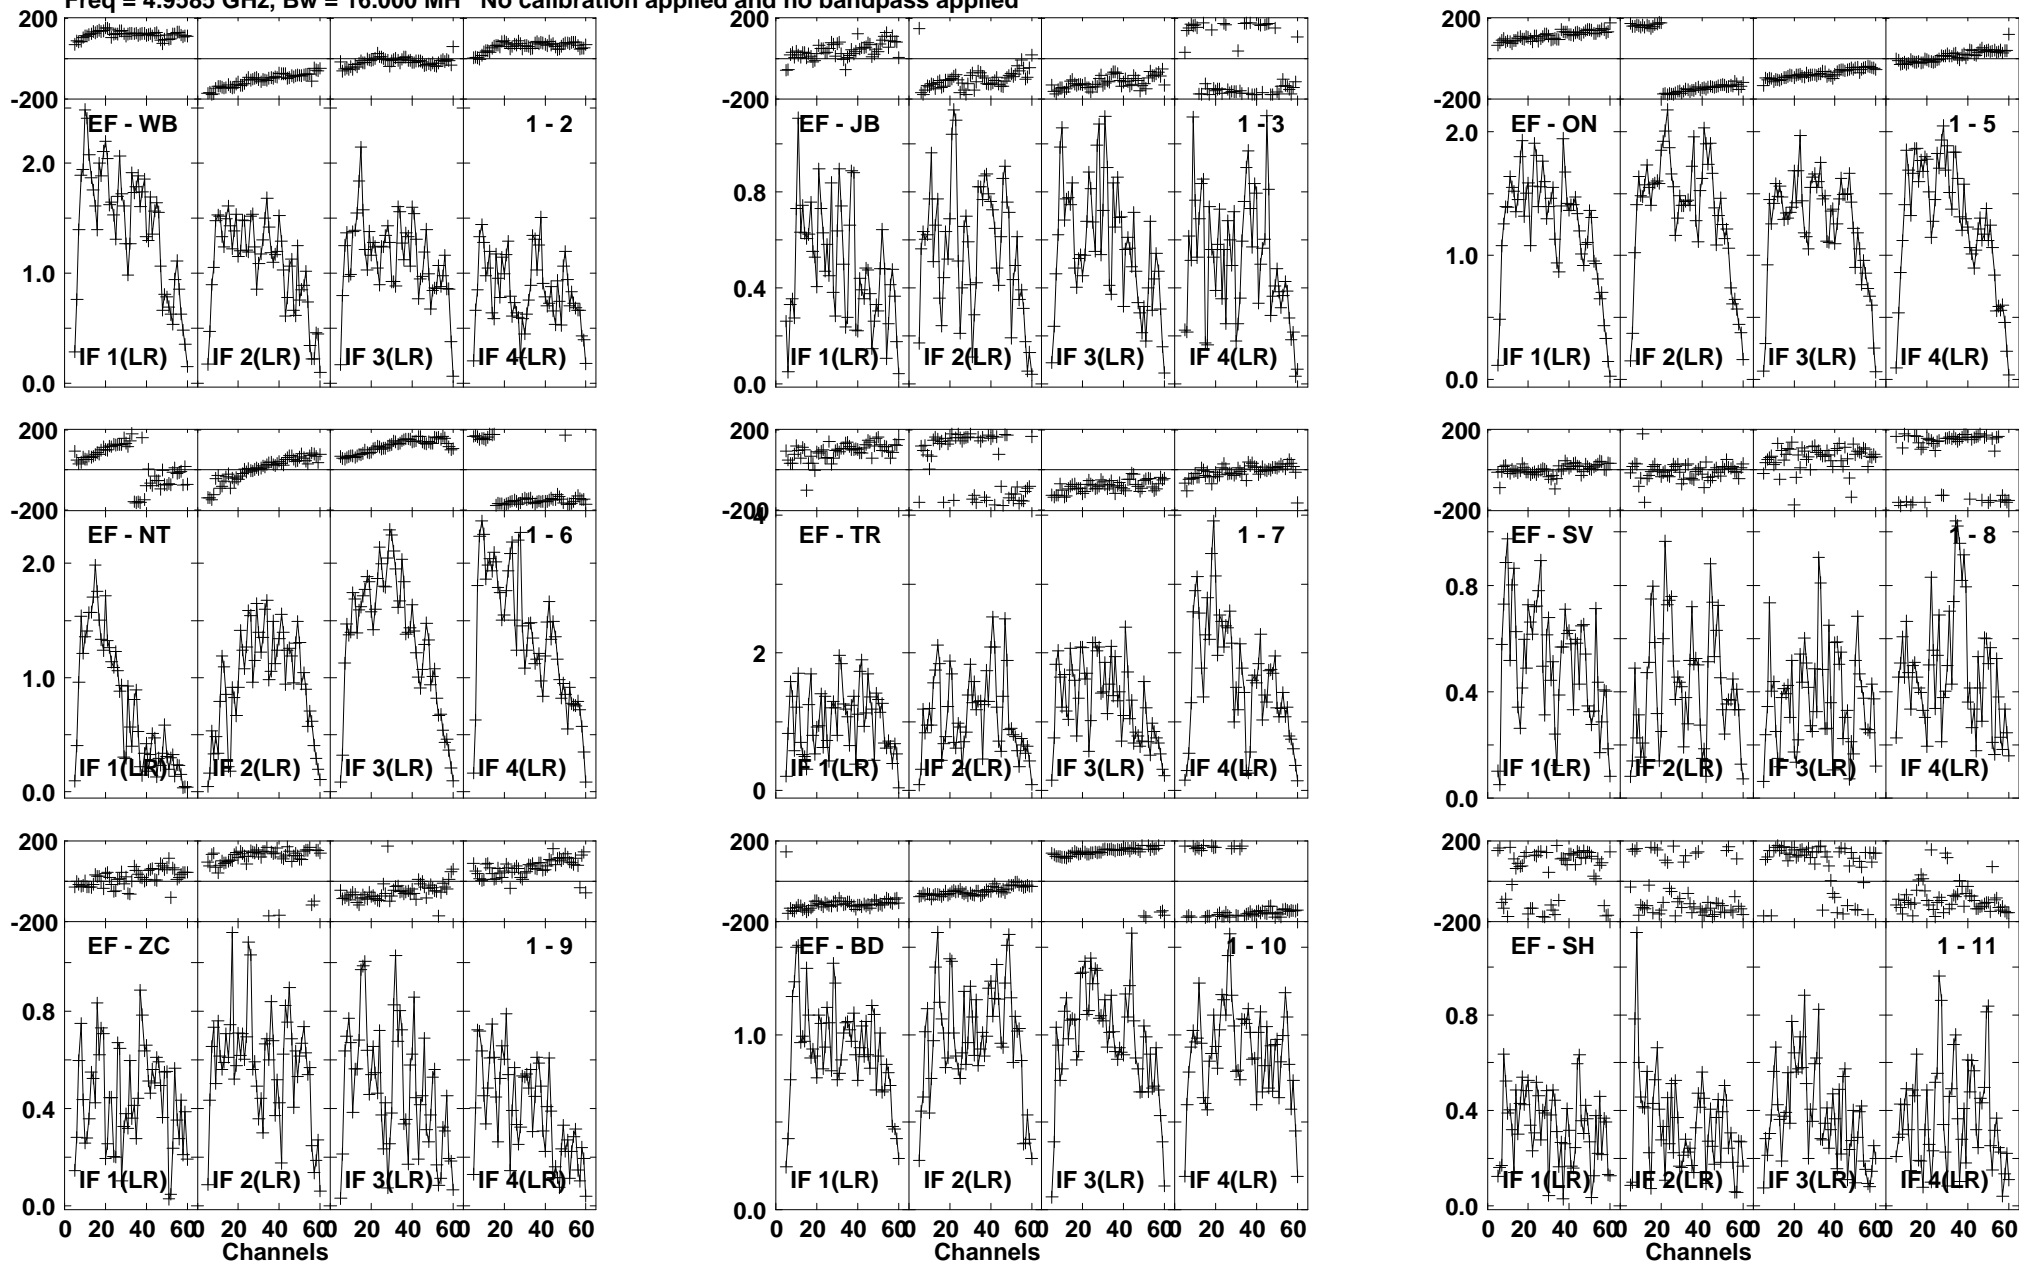 Freq = 4.9585 GHz, Bw = 16.000 MH No calibration applied and no bandpass applied
200
-200
EF - WB 1 - 2
2.0
1.0
0.0
IF 1(LR) IF 2(LR) IF 3(LR) IF 4(LR)
200
-200
EF - JB 1 - 3
0.8
0.4
0.0
IF 1(LR) IF 2(LR) IF 3(LR) IF 4(LR)
200
-200
EF - ON 1 - 5
2.0
1.0
0.0
IF 1(LR) IF 2(LR) IF 3(LR) IF 4(LR)
200
-200
EF - NT 1 - 6
2.0
1.0
0.0
IF 1(LR) IF 2(LR) IF 3(LR) IF 4(LR)
200
-200
4
EF - TR 1 - 7
2
0
IF 1(LR) IF 2(LR) IF 3(LR) IF 4(LR)
200
-200
EF - SV 1 - 8
0.8
0.4
0.0
IF 1(LR) IF 2(LR) IF 3(LR) IF 4(LR)
200
-200
EF - ZC 1 - 9
0.8
0.4
0.0
IF 1(LR) IF 2(LR) IF 3(LR) IF 4(LR)
0 20 40 60 0 20 40 60 0 20 40 60 0 20 40 60
Channels
200
-200
EF - BD 1 - 10
1.0
0.0
IF 1(LR) IF 2(LR) IF 3(LR) IF 4(LR)
0 20 40 60 0 20 40 60 0 20 40 60 0 20 40 60
Channels
200
-200
EF - SH 1 - 11
0.8
0.4
0.0
IF 1(LR) IF 2(LR) IF 3(LR) IF 4(LR)
0 20 40 60 0 20 40 60 0 20 40 60 0 20 40 60
Channels